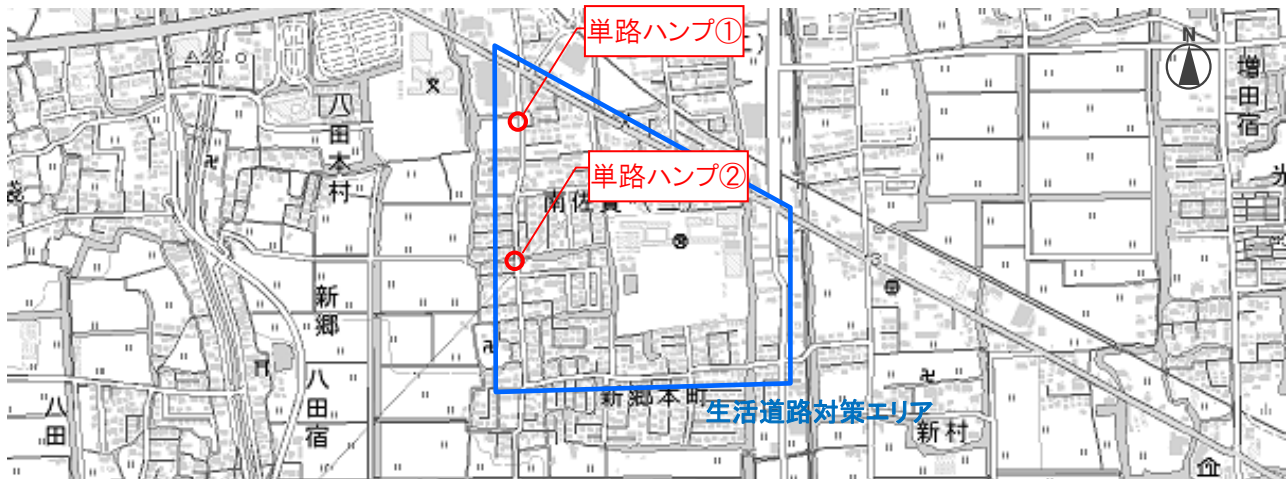 単路ハンプ①
N
増田宿
八田本村
単路ハンプ②
南佐賀(二)
新郷
八田宿
八田
新郷本町
生活道路対策エリア
新村